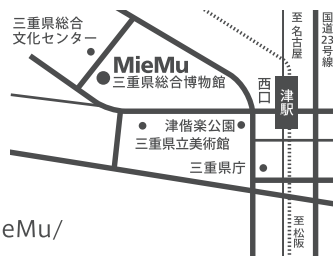 三重県総合
文化センター
MieMu
三重県総合博物館
津偕楽公園
三重県立美術館
三重県庁
西口
津駅
至名古屋
国道23号線
至松阪
eMu/